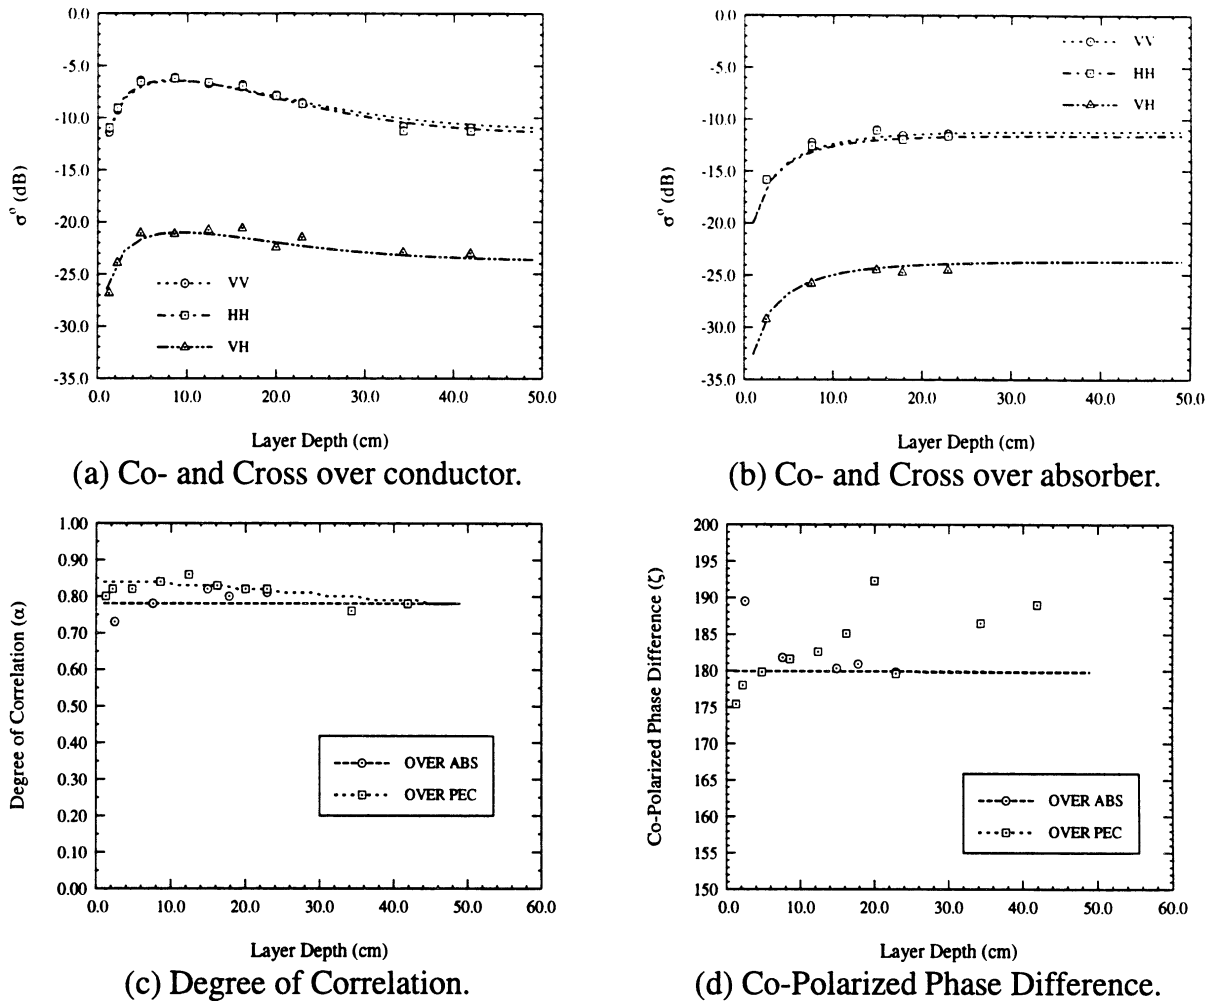 0.0
-5.0
-10.0
-15.0
-20.0
-25.0
-30.0
-35.0
σ° (dB)
VV
HH
VH
0.0 10.0 20.0 30.0 40.0 50.0
Layer Depth (cm)
(a) Co- and Cross over conductor.
0.0
-5.0
-10.0
-15.0
-20.0
-25.0
-30.0
-35.0
σ° (dB)
VV
HH
VH
0.0 10.0 20.0 30.0 40.0 50.0
Layer Depth (cm)
(b) Co- and Cross over absorber.
1.00
0.90
0.80
0.70
0.60
0.50
0.40
0.30
0.20
0.10
0.00
Degree of Correlation (α)
OVER ABS
OVER PEC
0.0 10.0 20.0 30.0 40.0 50.0 60.0
Layer Depth (cm)
(c) Degree of Correlation.
200
195
190
185
180
175
170
165
160
155
150
Co-Polarized Phase Difference (ζ)
OVER ABS
OVER PEC
0.0 10.0 20.0 30.0 40.0 50.0 60.0
Layer Depth (cm)
(d) Co-Polarized Phase Difference.